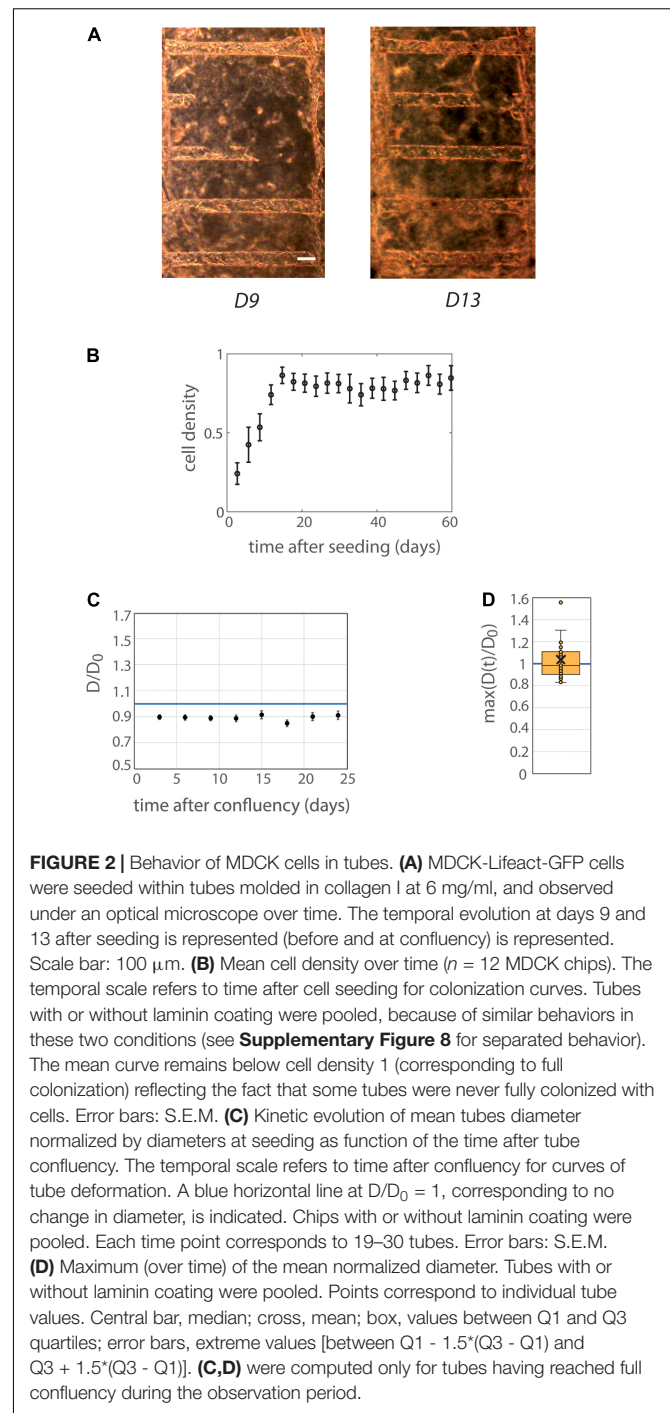 A
D9
D13
B
1
0.5
0
cell density
0
20
40
60
time after seeding (days)
C
1.7
1.5
1.3
1.1
0.9
0.7
0.5
D/D0
0
5
10
15
20
25
time after confluency (days)
D
1.6
1.4
1.2
1
0.8
0.6
0.4
0.2
0
max(D(t)/D0)
FIGURE 2 | Behavior of MDCK cells in tubes. (A) MDCK-Lifeact-GFP cells
were seeded within tubes molded in collagen I at 6 mg/ml, and observed
under an optical microscope over time. The temporal evolution at days 9 and
13 after seeding is represented (before and at confluency) is represented.
Scale bar: 100 μm. (B) Mean cell density over time (n = 12 MDCK chips). The
temporal scale refers to time after cell seeding for colonization curves. Tubes
with or without laminin coating were pooled, because of similar behaviors in
these two conditions (see Supplementary Figure 8 for separated behavior).
The mean curve remains below cell density 1 (corresponding to full
colonization) reflecting the fact that some tubes were never fully colonized with
cells. Error bars: S.E.M. (C) Kinetic evolution of mean tubes diameter
normalized by diameters at seeding as function of the time after tube
confluency. The temporal scale refers to time after confluency for curves of
tube deformation. A blue horizontal line at D/D0 = 1, corresponding to no
change in diameter, is indicated. Chips with or without laminin coating were
pooled. Each time point corresponds to 19–30 tubes. Error bars: S.E.M.
(D) Maximum (over time) of the mean normalized diameter. Tubes with or
without laminin coating were pooled. Points correspond to individual tube
values. Central bar, median; cross, mean; box, values between Q1 and Q3
quartiles; error bars, extreme values [between Q1 - 1.5*(Q3 - Q1) and
Q3 + 1.5*(Q3 - Q1)]. (C,D) were computed only for tubes having reached full
confluency during the observation period.